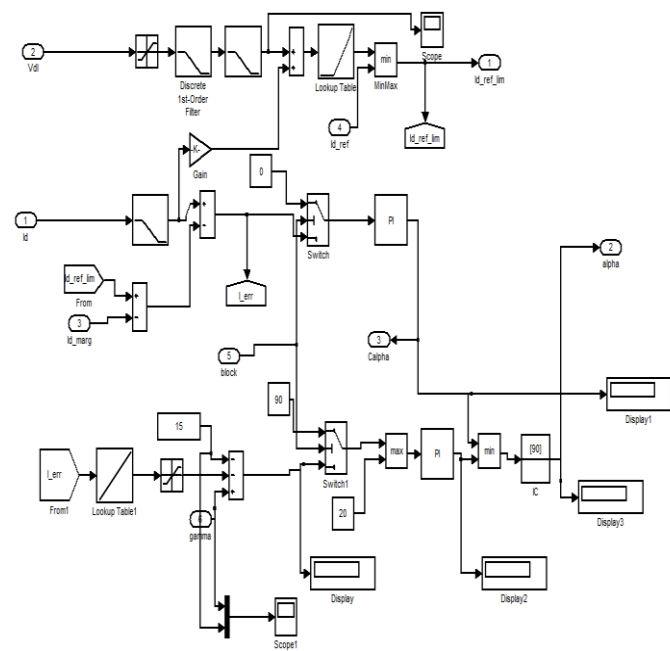 2
Vdl
Discrete
1st-Order
Filter
+
+
Lookup Table
min
MinMax
Scope
1
Id_ref_lim
4
Id_ref
Id_ref_lim
-K-
Gain
0
1
Id
+
-
Switch
PI
I_err
2
alpha
Id_ref_lim
From
+
-
3
Id_marg
5
block
3
Calpha
Display1
90
15
I_err
From1
Lookup Table1
-
-
+
6
gamma
Switch1
max
20
PI
min
[90]
IC
Display3
Display
Display2
Scope1